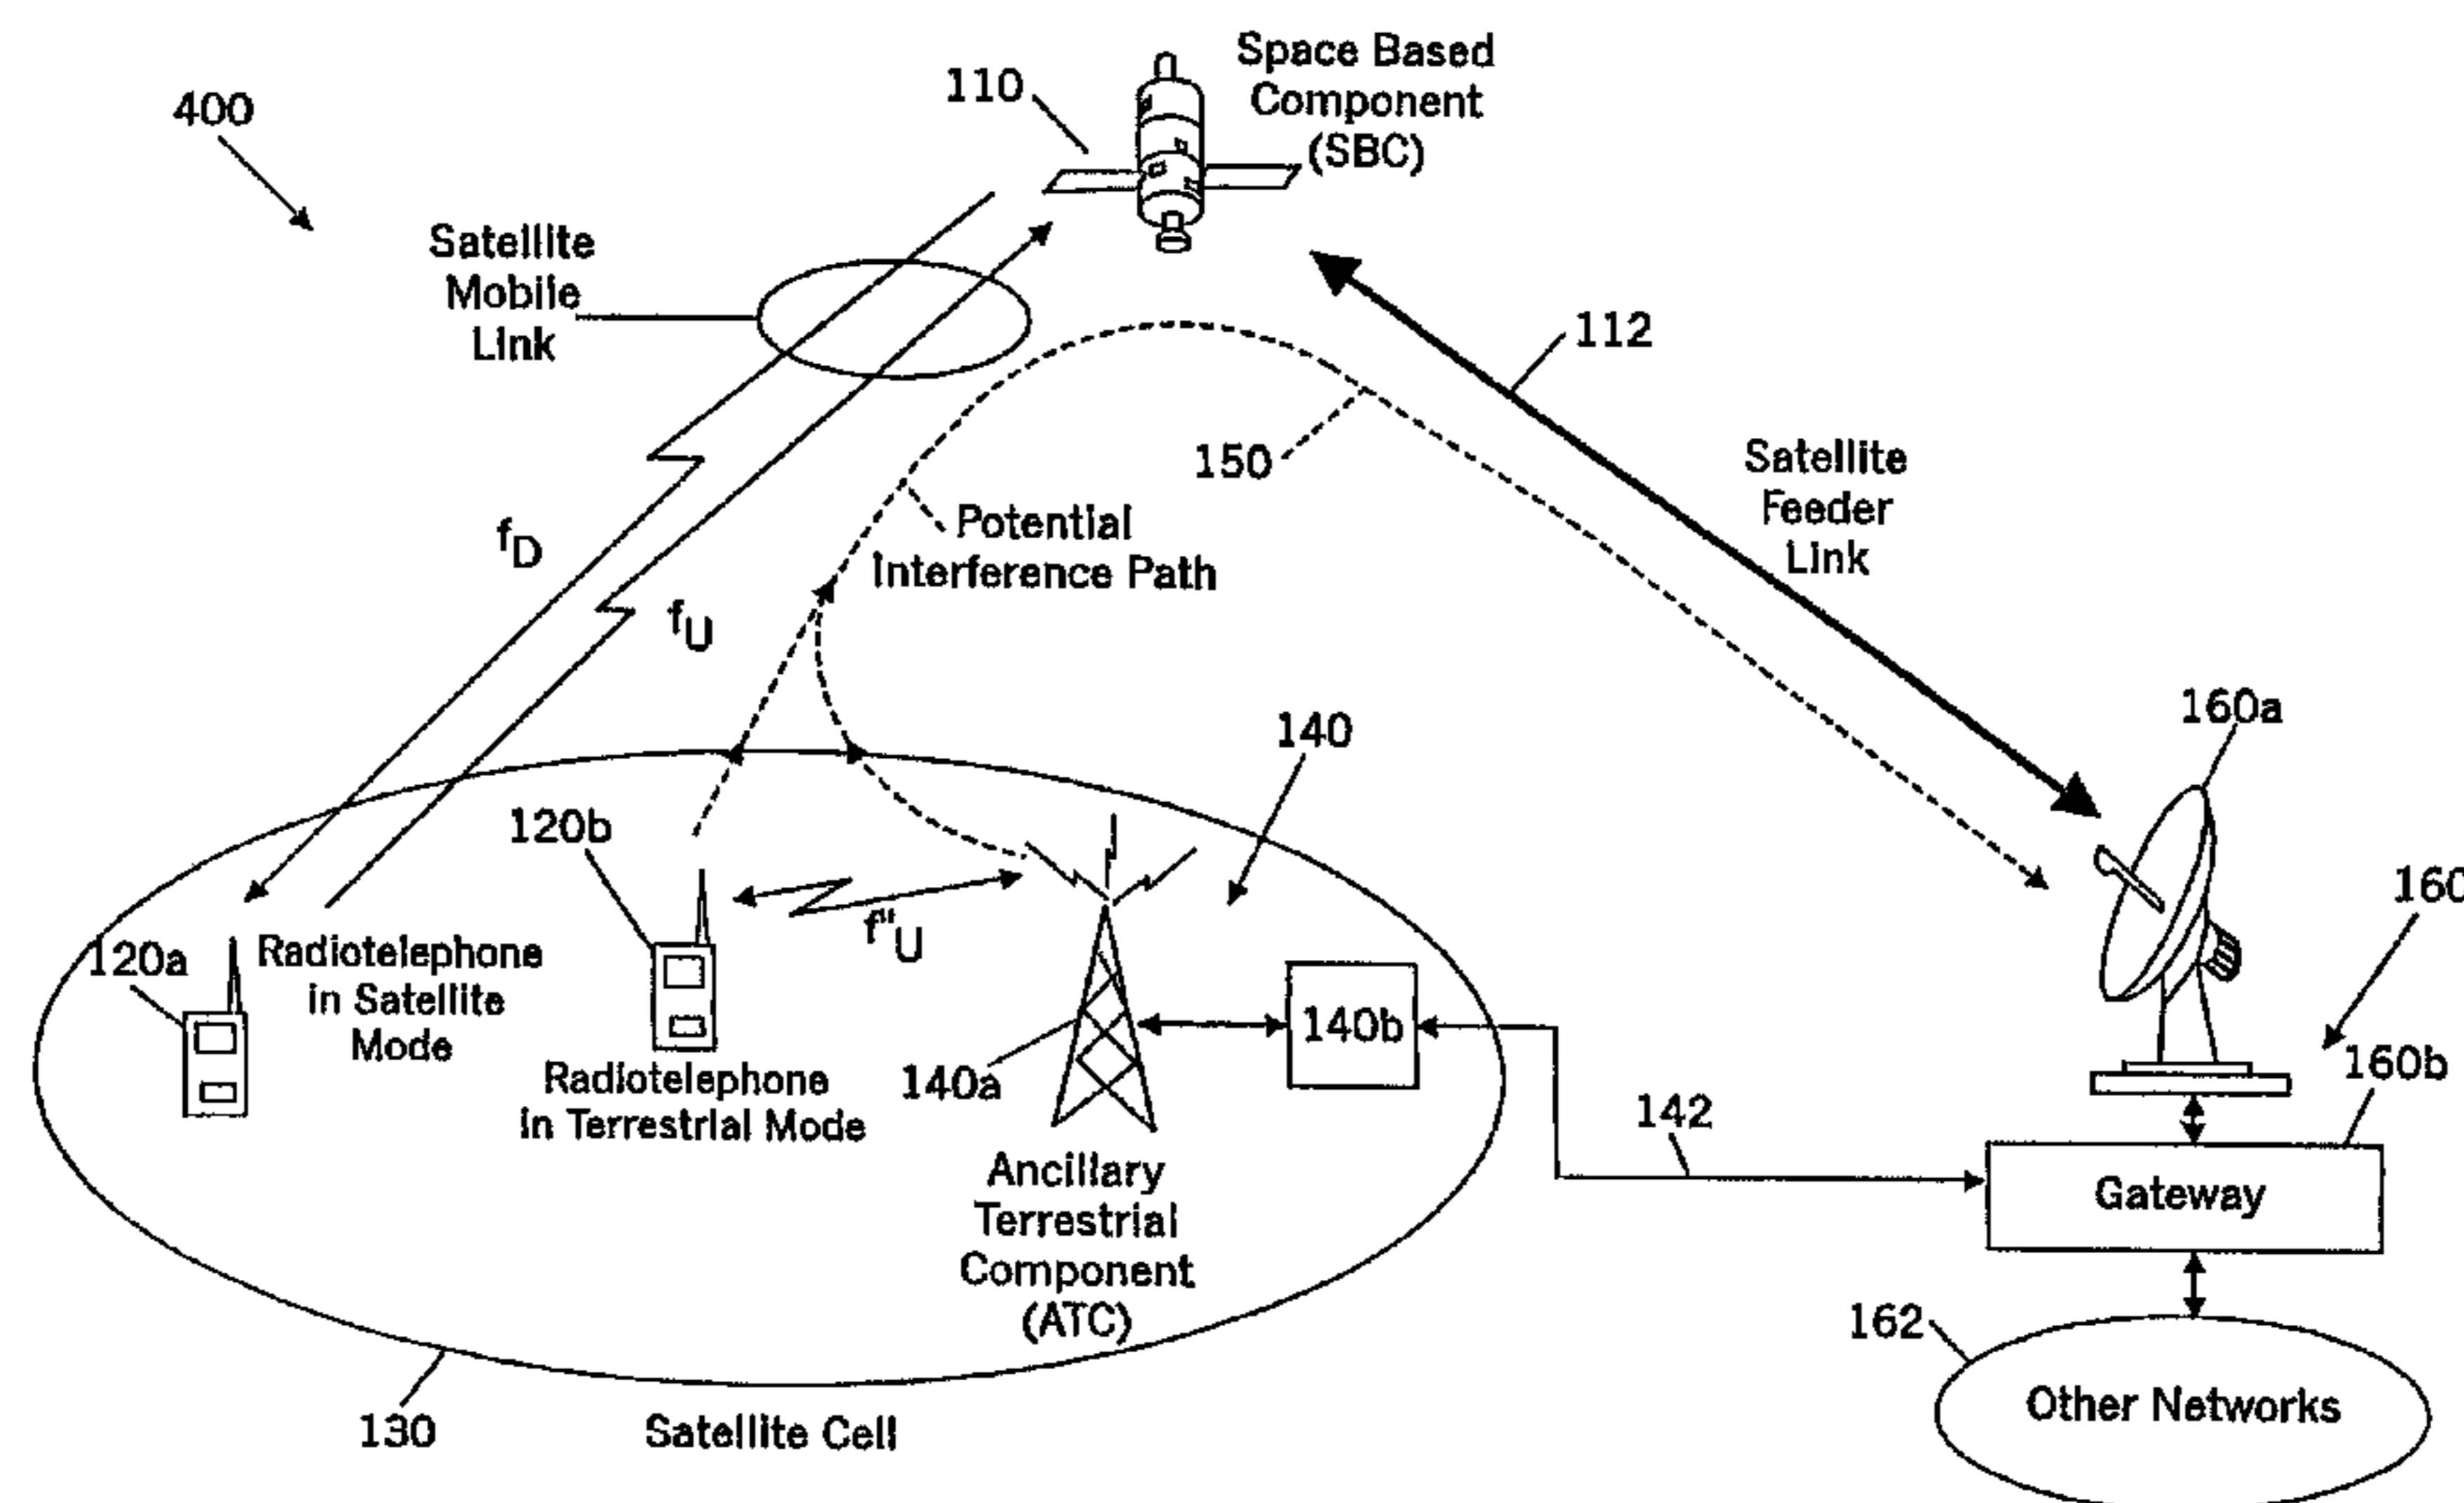 400
110
Space Based
Component
(SBC)
Satellite
Mobile
Link
112
150
Satellite
Feeder
Link
fD
Potential
Interference Path
fU
160a
140
120b
160
f"U
120a
Radiotelephone
in Satellite
Mode
140b
140a
160b
Radiotelephone
in Terrestrial Mode
142
Ancillary
Terrestrial
Component
(ATC)
Gateway
162
Other Networks
130
Satellite Cell